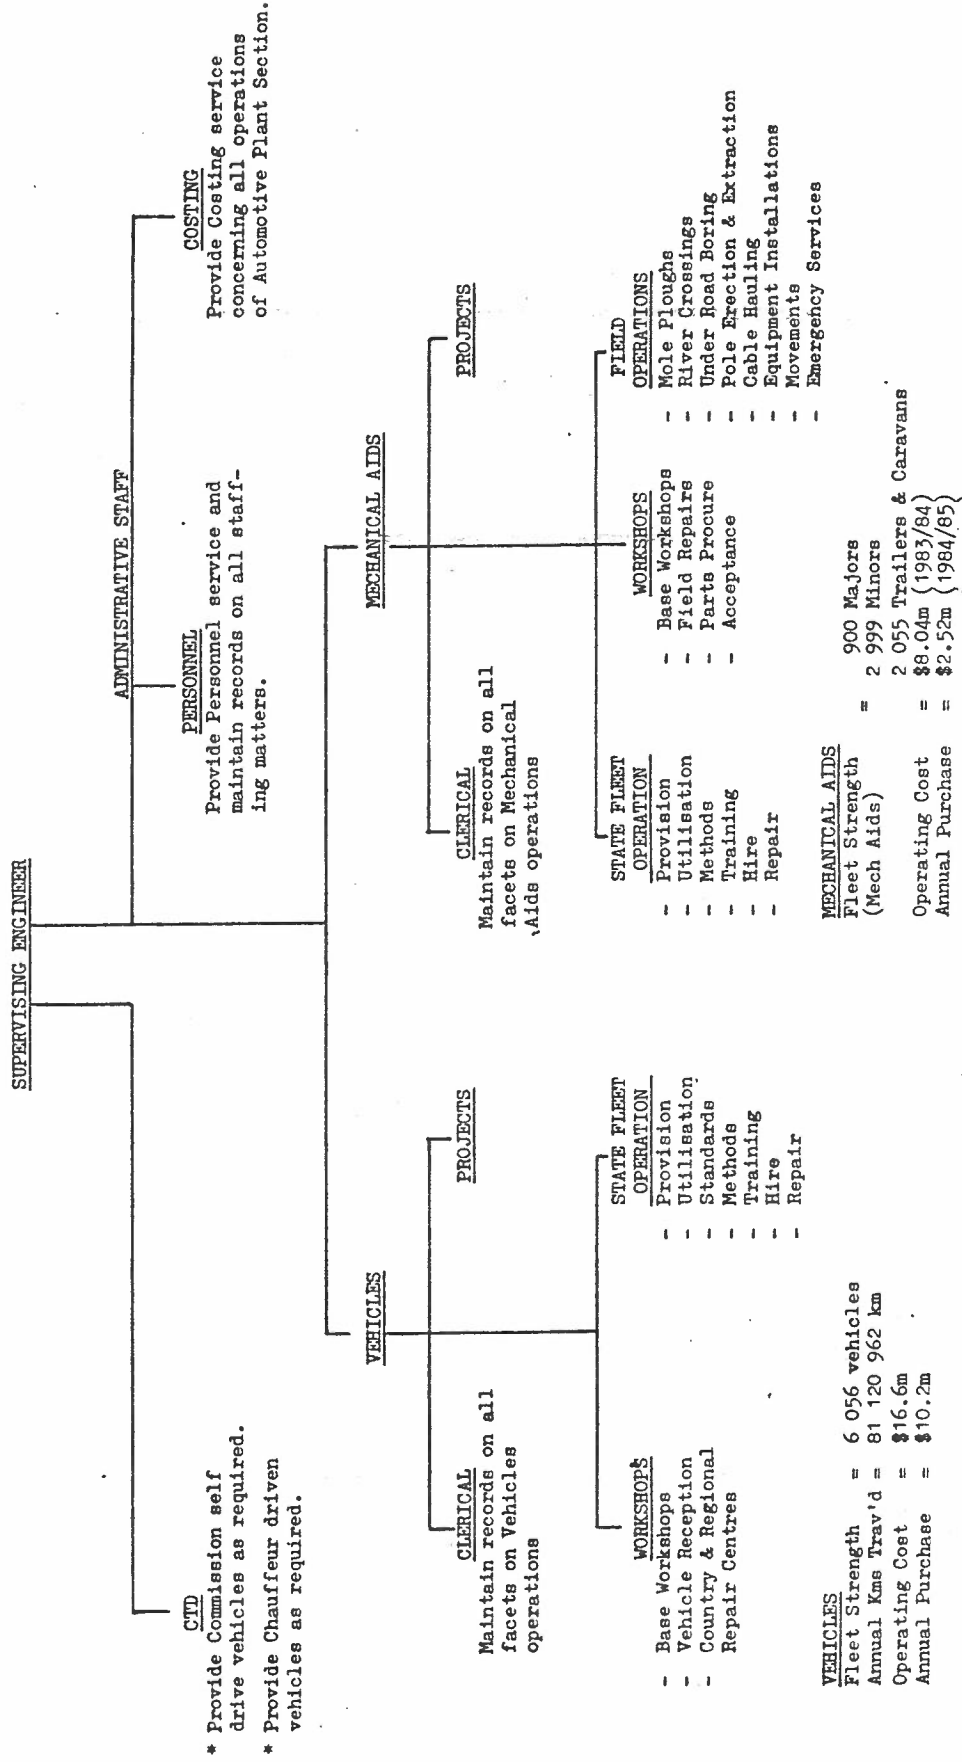 SUPERVISING ENGINEER
ADMINISTRATIVE STAFF
CTD
* Provide Commission self
drive vehicles as required.
* Provide Chauffeur driven
vehicles as required.
PERSONNEL
Provide Personnel service and
maintain records on all staff-
ing matters.
COSTING
Provide Costing service
concerning all operations
of Automotive Plant Section.
VEHICLES
CLERICAL
Maintain records on all
facets on Vehicles
operations
PROJECTS
WORKSHOPS
- Base Workshops
- Vehicle Reception
- Country & Regional
Repair Centres
STATE FLEET
OPERATION
- Provision
- Utilisation
- Standards
- Methods
- Training
- Hire
- Repair
MECHANICAL AIDS
CLERICAL
Maintain records on all
facets on Mechanical
Aids operations
PROJECTS
STATE FLEET
OPERATION
- Provision
- Utilisation
- Methods
- Training
- Hire
- Repair
WORKSHOPS
- Base Workshops
- Field Repairs
- Parts Procure
- Acceptance
FIELD
OPERATIONS
- Mole Ploughs
- River Crossings
- Under Road Boring
- Pole Erection & Extraction
- Cable Hauling
- Equipment Installations
- Movements
- Emergency Services
VEHICLES
Fleet Strength = 6 056 vehicles
Annual Kms Trav'd = 81 120 962 km
Operating Cost = $16.6m
Annual Purchase = $10.2m
MECHANICAL AIDS
Fleet Strength = 900 Majors
(Mech Aids) 2 999 Minors
2 055 Trailers & Caravans
Operating Cost = $8.04m (1983/84)
Annual Purchase = $2.52m (1984/85)